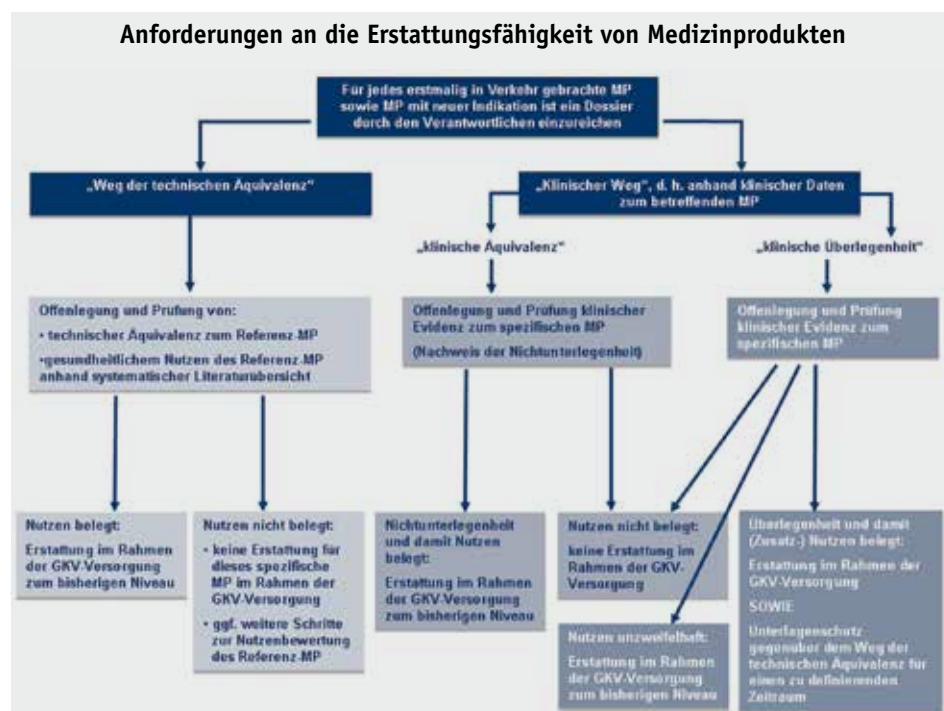 Anforderungen an die Erstattungsfähigkeit von Medizinprodukten
Für jedes erstmalig in Verkehr gebrachte MP
sowie MP mit neuer Indikation ist ein Dossier
durch den Verantwortlichen einzureichen
„Weg der technischen Äquivalenz“
„Klinischer Weg“, d. h. anhand klinischer Daten
zum betreffenden MP
„klinische Äquivalenz“
„klinische Überlegenheit“
Offenlegung und Prüfung von:
• technischer Äquivalenz zum Referenz-MP
•gesundheitlichem Nutzen des Referenz-MP
anhand systematischer Literaturübersicht
Offenlegung und Prüfung klinischer
Evidenz zum spezifischen MP
(Nachweis der Nichtunterlegenheit)
Offenlegung und Prüfung
klinischer Evidenz zum
spezifischen MP
Nutzen belegt:
Erstattung im Rahmen
der GKV-Versorgung
zum bisherigen Niveau
Nutzen nicht belegt:
• keine Erstattung für
dieses spezifische
MP im Rahmen der
GKV-Versorgung
• ggf. weitere Schritte
zur Nutzenbewertung
des Referenz-MP
Nichtunterlegenheit
und damit Nutzen
belegt:
Erstattung im Rahmen
der GKV-Versorgung
zum bisherigen Niveau
Nutzen nicht belegt:
keine Erstattung im
Rahmen der GKV-
Versorgung
Nutzen unzweifelhaft:
Erstattung im Rahmen
der GKV-Versorgung
zum bisherigen Niveau
Überlegenheit und damit
(Zusatz-) Nutzen belegt:
Erstattung im Rahmen der
GKV-Versorgung
SOWIE
Unterlagenschutz
gegenüber dem Weg der
technischen Äquivalenz für
einen zu definierenden
Zeitraum